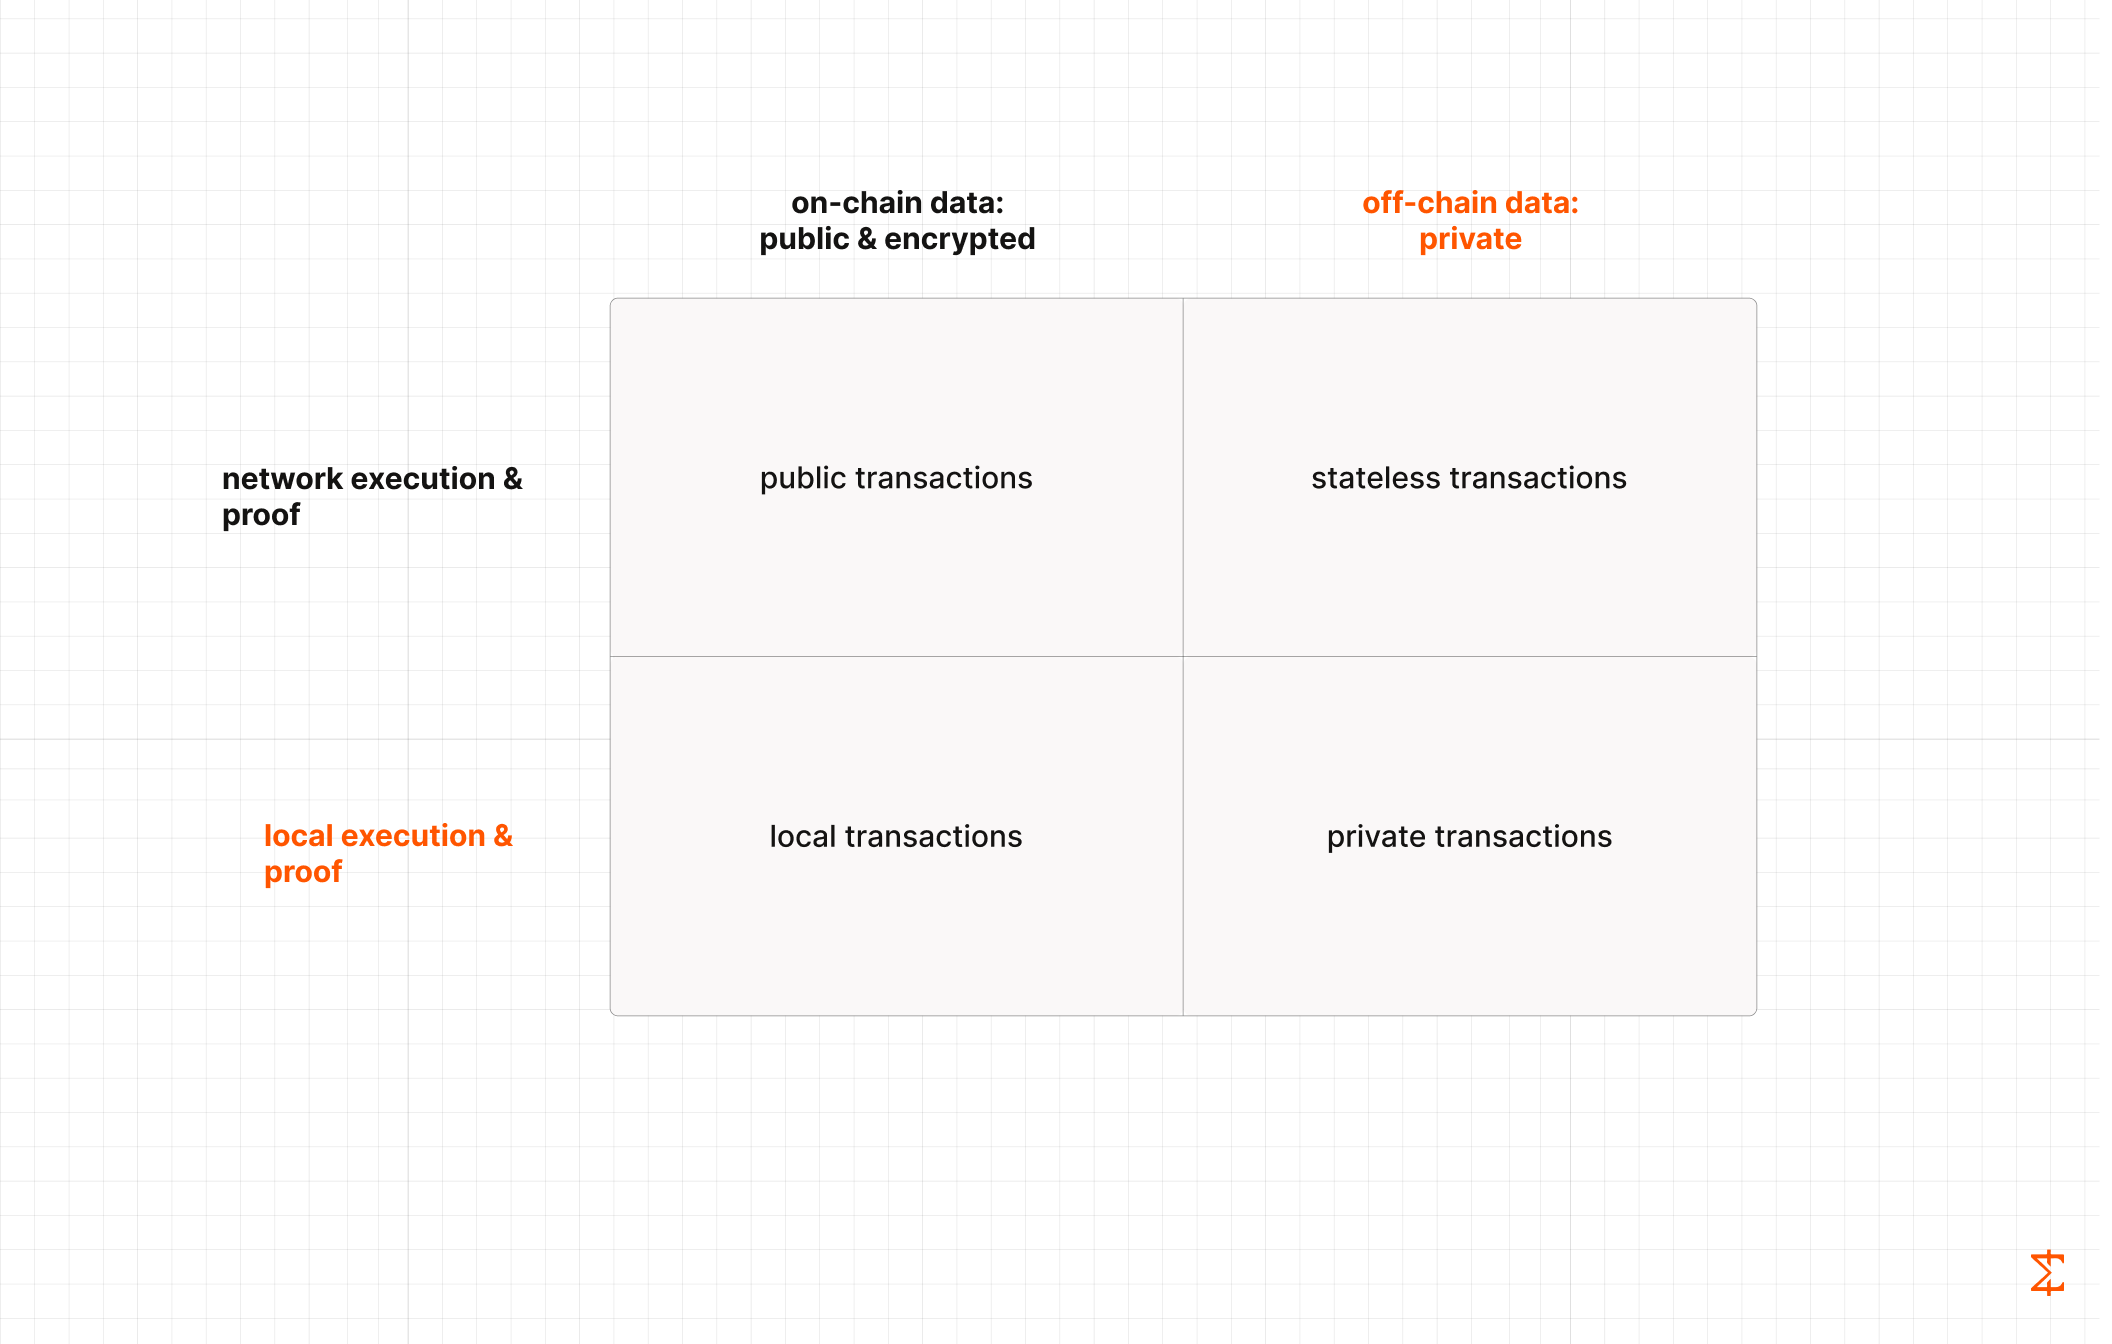 on-chain data:
public & encrypted
off-chain data:
private
network execution &
proof
public transactions
stateless transactions
local execution &
proof
local transactions
private transactions